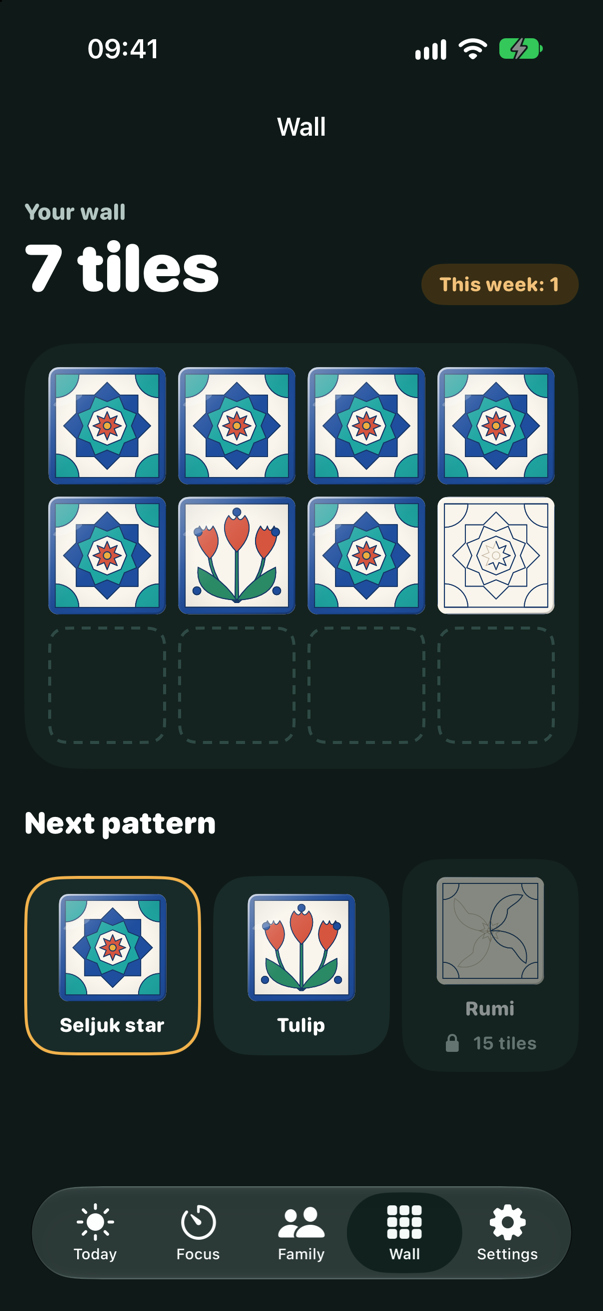 09:41
Wall
Your wall
7 tiles
This week: 1
Next pattern
Seljuk star
Tulip
Rumi
15 tiles
Today
Focus
Family
Wall
Settings